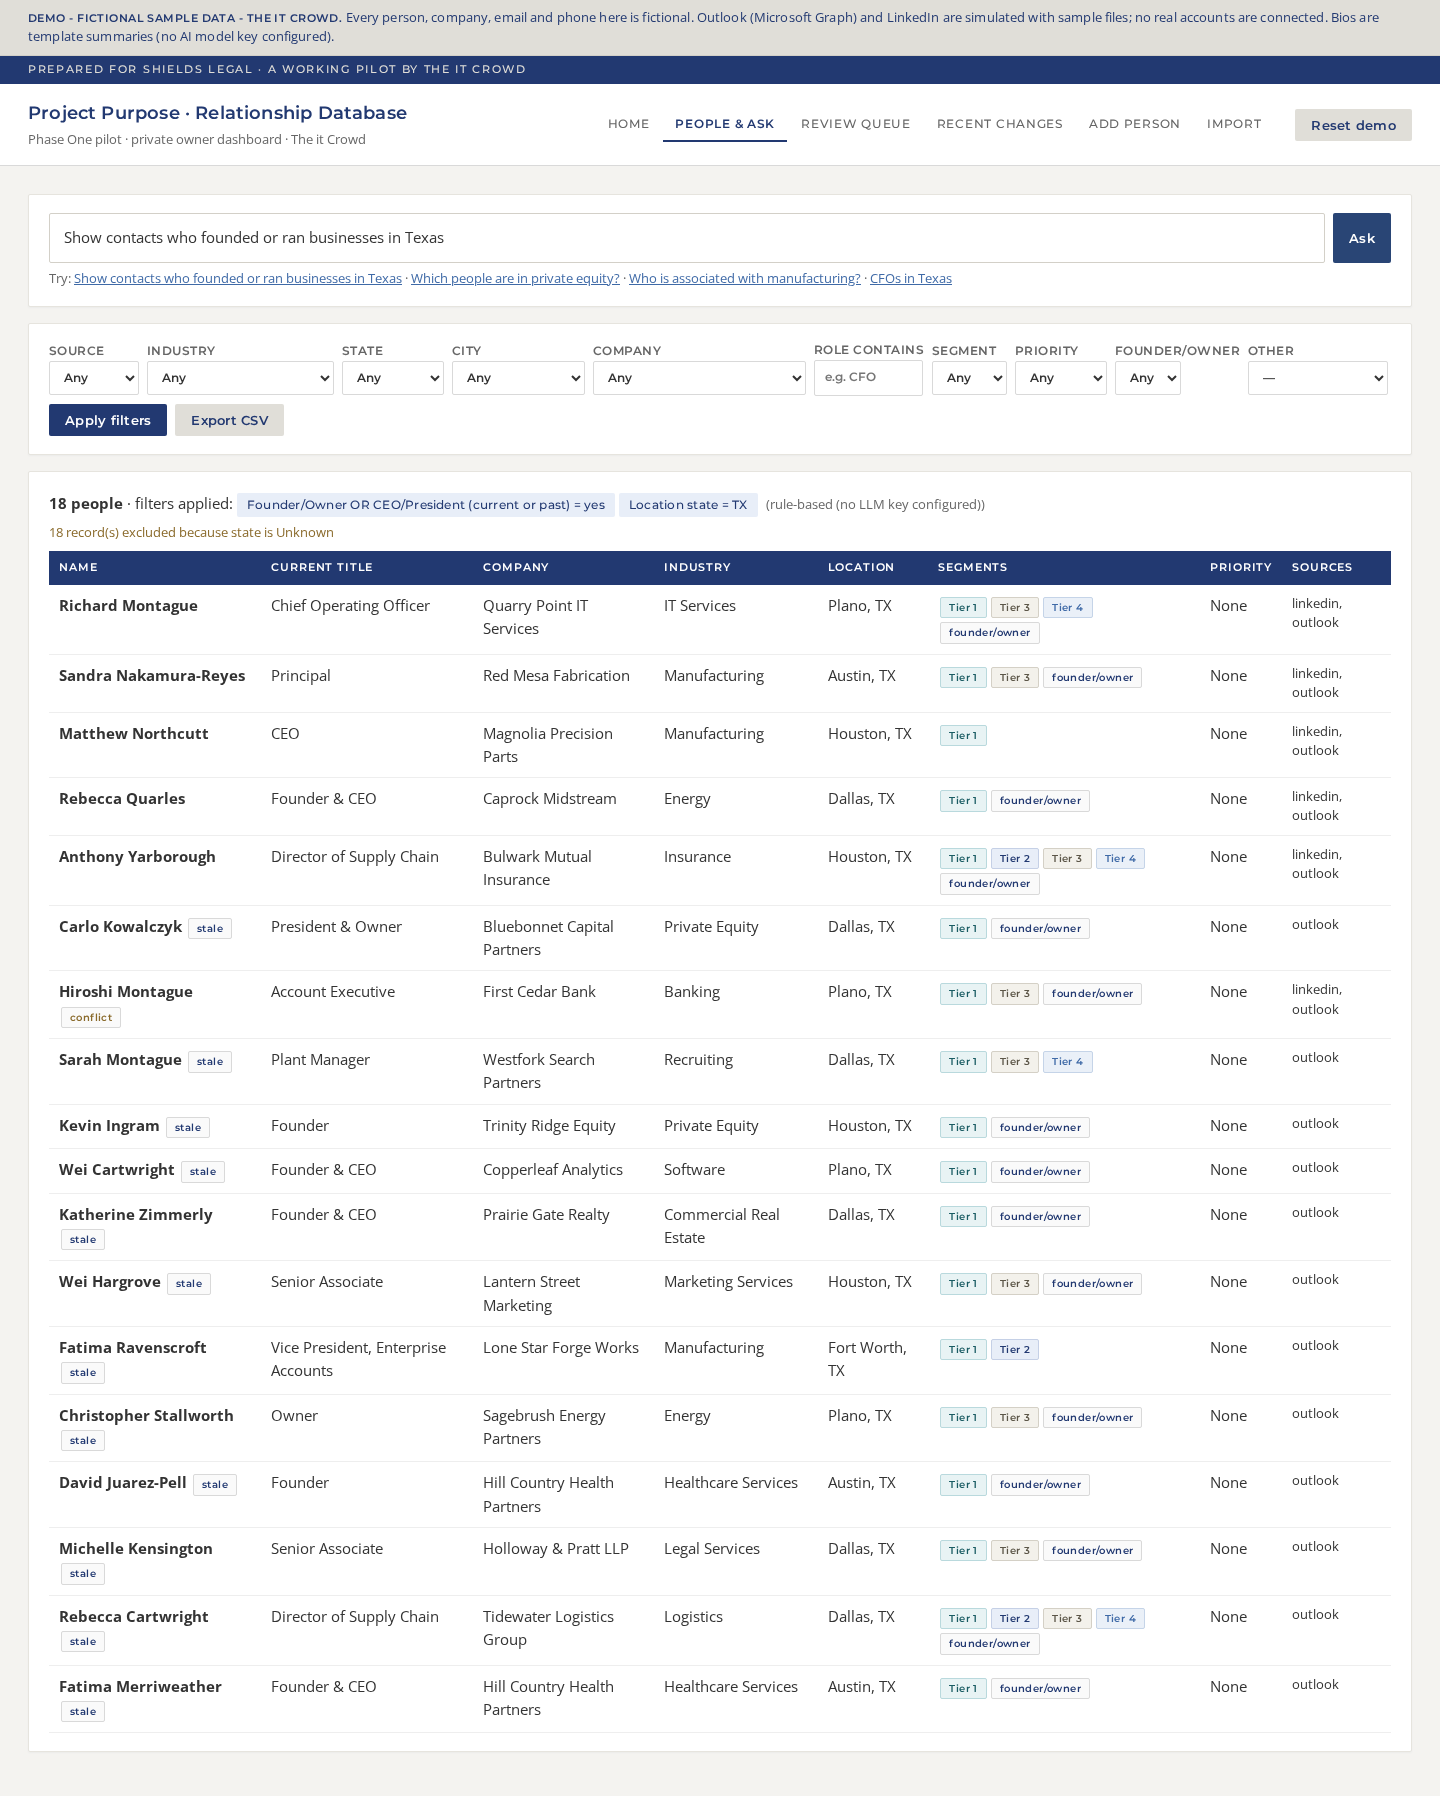 DEMO - FICTIONAL SAMPLE DATA - THE IT CROWD. Every person, company, email and phone here is fictional. Outlook (Microsoft Graph) and LinkedIn are simulated with sample files; no real accounts are connected. Bios are
template summaries (no AI model key configured).
PREPARED FOR SHIELDS LEGAL · A WORKING PILOT BY THE IT CROWD
Project Purpose · Relationship Database
Phase One pilot · private owner dashboard · The it Crowd
HOME PEOPLE & ASK REVIEW QUEUE RECENT CHANGES ADD PERSON IMPORT Reset demo
Show contacts who founded or ran businesses in Texas Ask
Try: Show contacts who founded or ran businesses in Texas · Which people are in private equity? · Who is associated with manufacturing? · CFOs in Texas
SOURCE INDUSTRY STATE CITY COMPANY ROLE CONTAINS SEGMENT PRIORITY FOUNDER/OWNER OTHER
Any Any Any Any Any e.g. CFO Any Any Any —
Apply filters Export CSV
18 people · filters applied: Founder/Owner OR CEO/President (current or past) = yes Location state = TX (rule-based (no LLM key configured))
18 record(s) excluded because state is Unknown
NAME CURRENT TITLE COMPANY INDUSTRY LOCATION SEGMENTS PRIORITY SOURCES
Richard Montague Chief Operating Officer Quarry Point IT Services IT Services Plano, TX Tier 1 Tier 3 Tier 4 founder/owner None linkedin, outlook
Sandra Nakamura-Reyes Principal Red Mesa Fabrication Manufacturing Austin, TX Tier 1 Tier 3 founder/owner None linkedin, outlook
Matthew Northcutt CEO Magnolia Precision Parts Manufacturing Houston, TX Tier 1 None linkedin, outlook
Rebecca Quarles Founder & CEO Caprock Midstream Energy Dallas, TX Tier 1 founder/owner None linkedin, outlook
Anthony Yarborough Director of Supply Chain Bulwark Mutual Insurance Insurance Houston, TX Tier 1 Tier 2 Tier 3 Tier 4 founder/owner None linkedin, outlook
Carlo Kowalczyk stale President & Owner Bluebonnet Capital Partners Private Equity Dallas, TX Tier 1 founder/owner None outlook
Hiroshi Montague conflict Account Executive First Cedar Bank Banking Plano, TX Tier 1 Tier 3 founder/owner None linkedin, outlook
Sarah Montague stale Plant Manager Westfork Search Partners Recruiting Dallas, TX Tier 1 Tier 3 Tier 4 None outlook
Kevin Ingram stale Founder Trinity Ridge Equity Private Equity Houston, TX Tier 1 founder/owner None outlook
Wei Cartwright stale Founder & CEO Copperleaf Analytics Software Plano, TX Tier 1 founder/owner None outlook
Katherine Zimmerly stale Founder & CEO Prairie Gate Realty Commercial Real Estate Dallas, TX Tier 1 founder/owner None outlook
Wei Hargrove stale Senior Associate Lantern Street Marketing Marketing Services Houston, TX Tier 1 Tier 3 founder/owner None outlook
Fatima Ravenscroft stale Vice President, Enterprise Accounts Lone Star Forge Works Manufacturing Fort Worth, TX Tier 1 Tier 2 None outlook
Christopher Stallworth stale Owner Sagebrush Energy Partners Energy Plano, TX Tier 1 Tier 3 founder/owner None outlook
David Juarez-Pell stale Founder Hill Country Health Partners Healthcare Services Austin, TX Tier 1 founder/owner None outlook
Michelle Kensington stale Senior Associate Holloway & Pratt LLP Legal Services Dallas, TX Tier 1 Tier 3 founder/owner None outlook
Rebecca Cartwright stale Director of Supply Chain Tidewater Logistics Group Logistics Dallas, TX Tier 1 Tier 2 Tier 3 Tier 4 founder/owner None outlook
Fatima Merriweather stale Founder & CEO Hill Country Health Partners Healthcare Services Austin, TX Tier 1 founder/owner None outlook